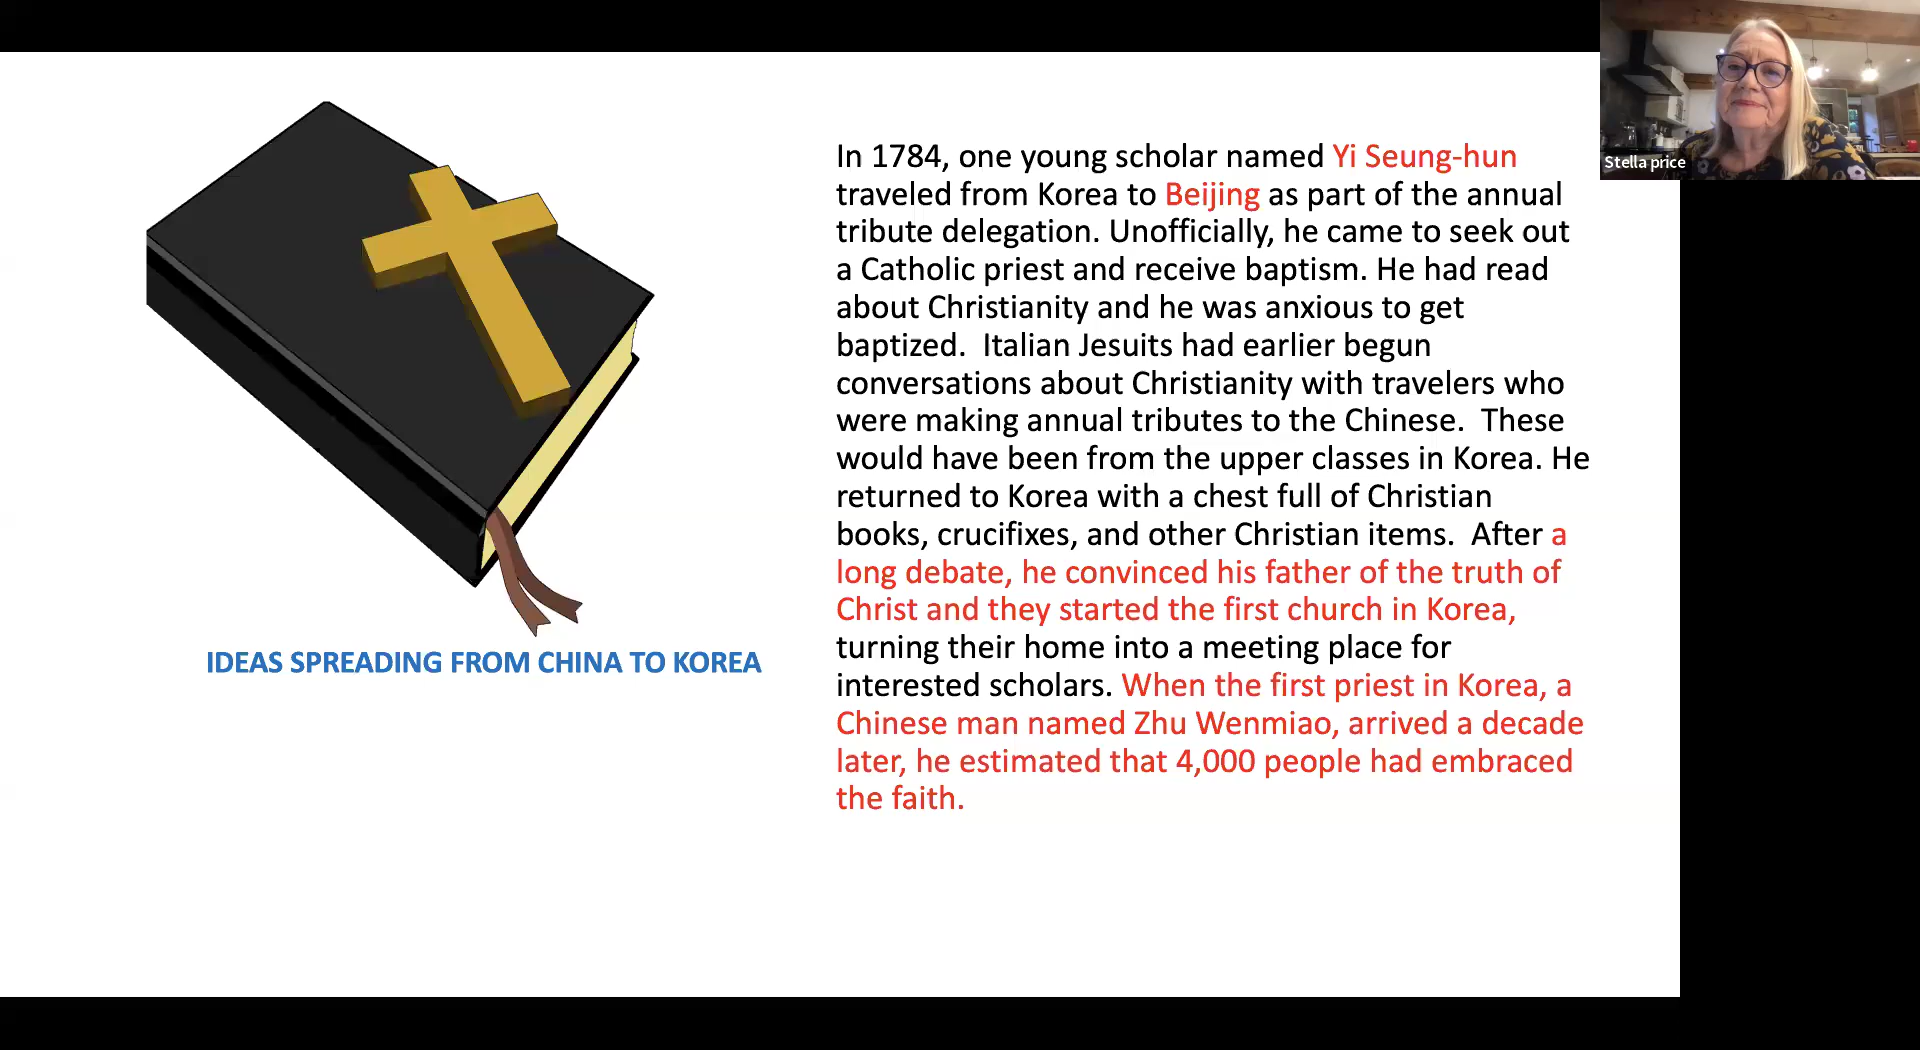 Stella price
In 1784, one young scholar named Yi Seung-hun
traveled from Korea to Beijing as part of the annual
tribute delegation. Unofficially, he came to seek out
a Catholic priest and receive baptism. He had read
about Christianity and he was anxious to get
baptized.  Italian Jesuits had earlier begun
conversations about Christianity with travelers who
were making annual tributes to the Chinese.  These
would have been from the upper classes in Korea. He
returned to Korea with a chest full of Christian
books, crucifixes, and other Christian items.  After a
long debate, he convinced his father of the truth of
Christ and they started the first church in Korea,
turning their home into a meeting place for
interested scholars. When the first priest in Korea, a
Chinese man named Zhu Wenmiao, arrived a decade
later, he estimated that 4,000 people had embraced
the faith.
IDEAS SPREADING FROM CHINA TO KOREA